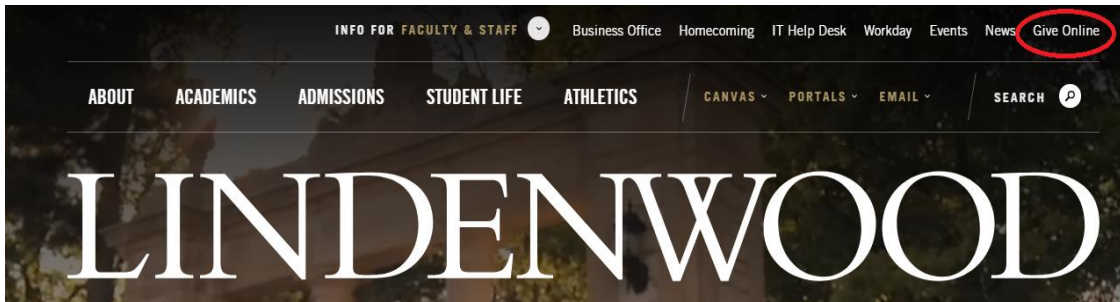 INFO FOR FACULTY & STAFF Business Office Homecoming IT Help Desk Workday Events News Give Online
ABOUT ACADEMICS ADMISSIONS STUDENT LIFE ATHLETICS CANVAS PORTALS EMAIL SEARCH
LINDENWOOD